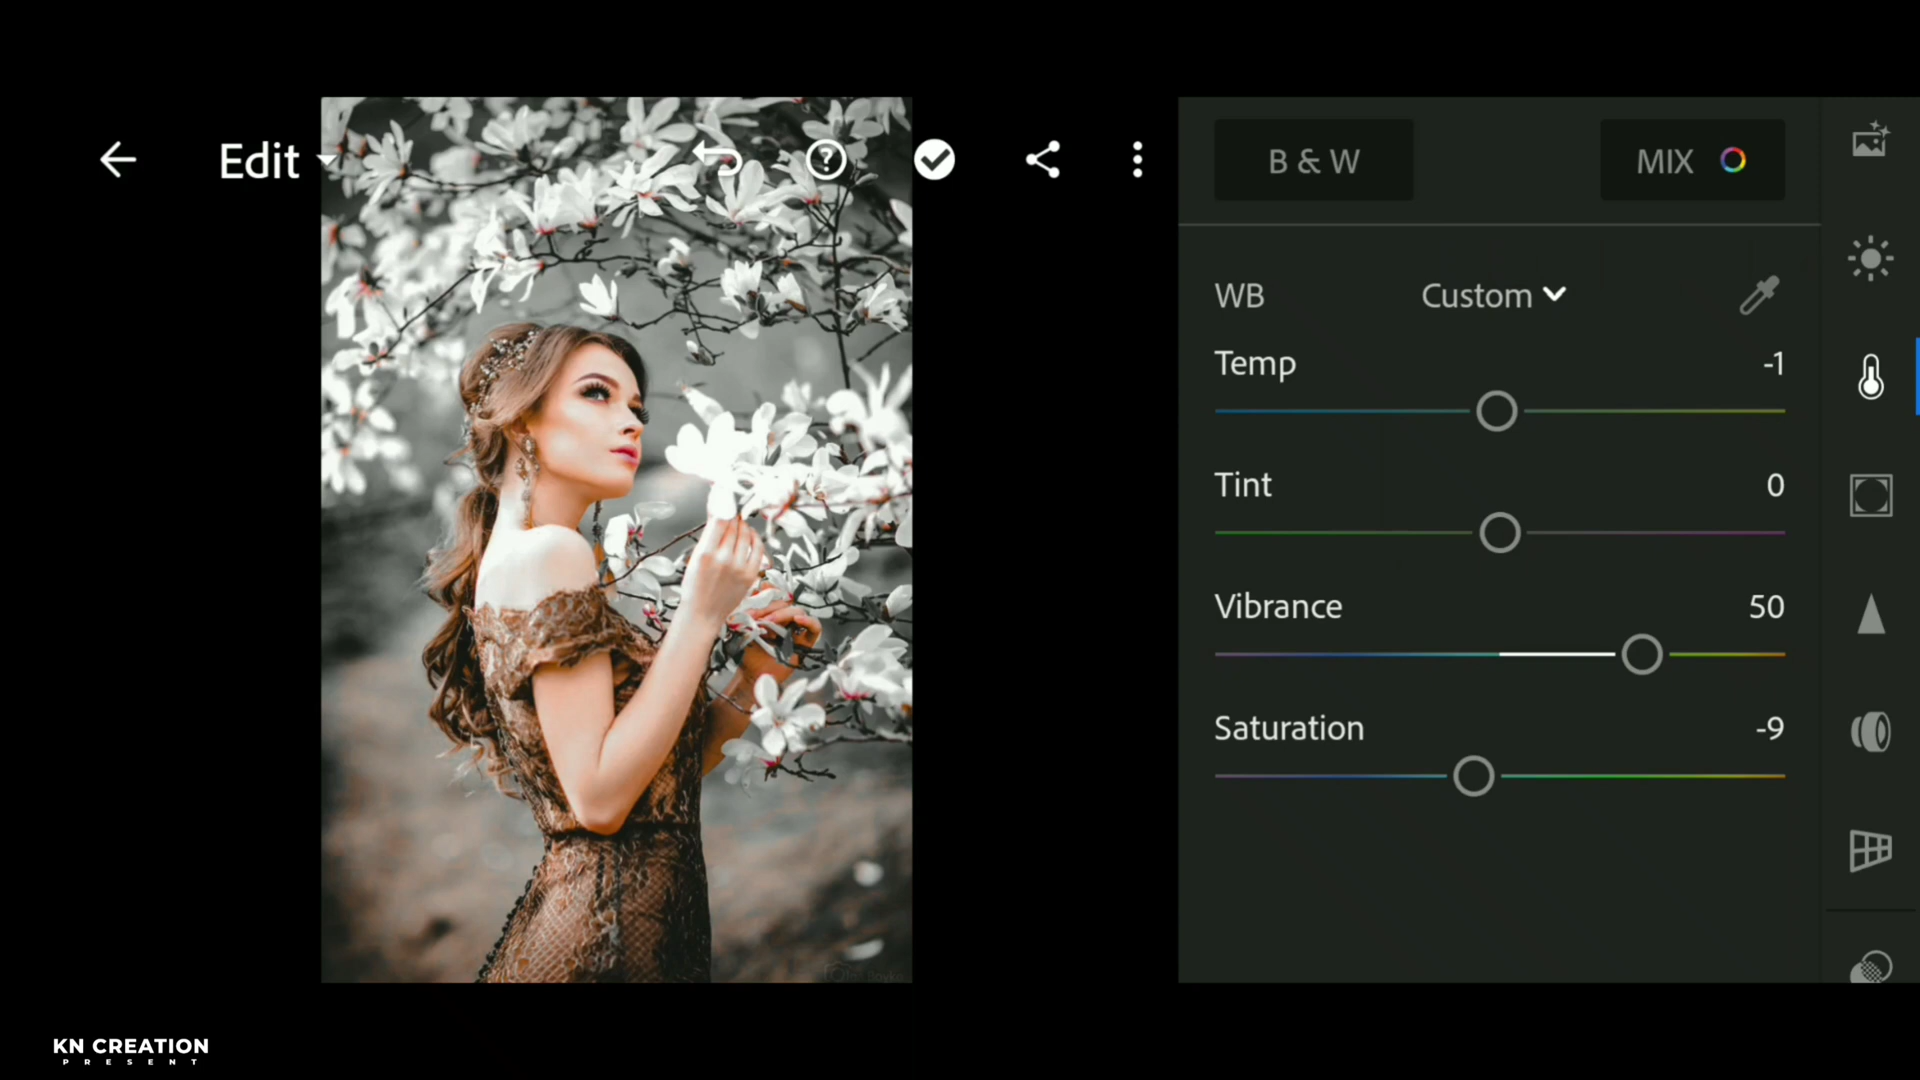 Edit
B & W
MIX
WB
Custom
Temp
-1
Tint
0
Vibrance
50
Saturation
-9
KN CREATION
PRESENT